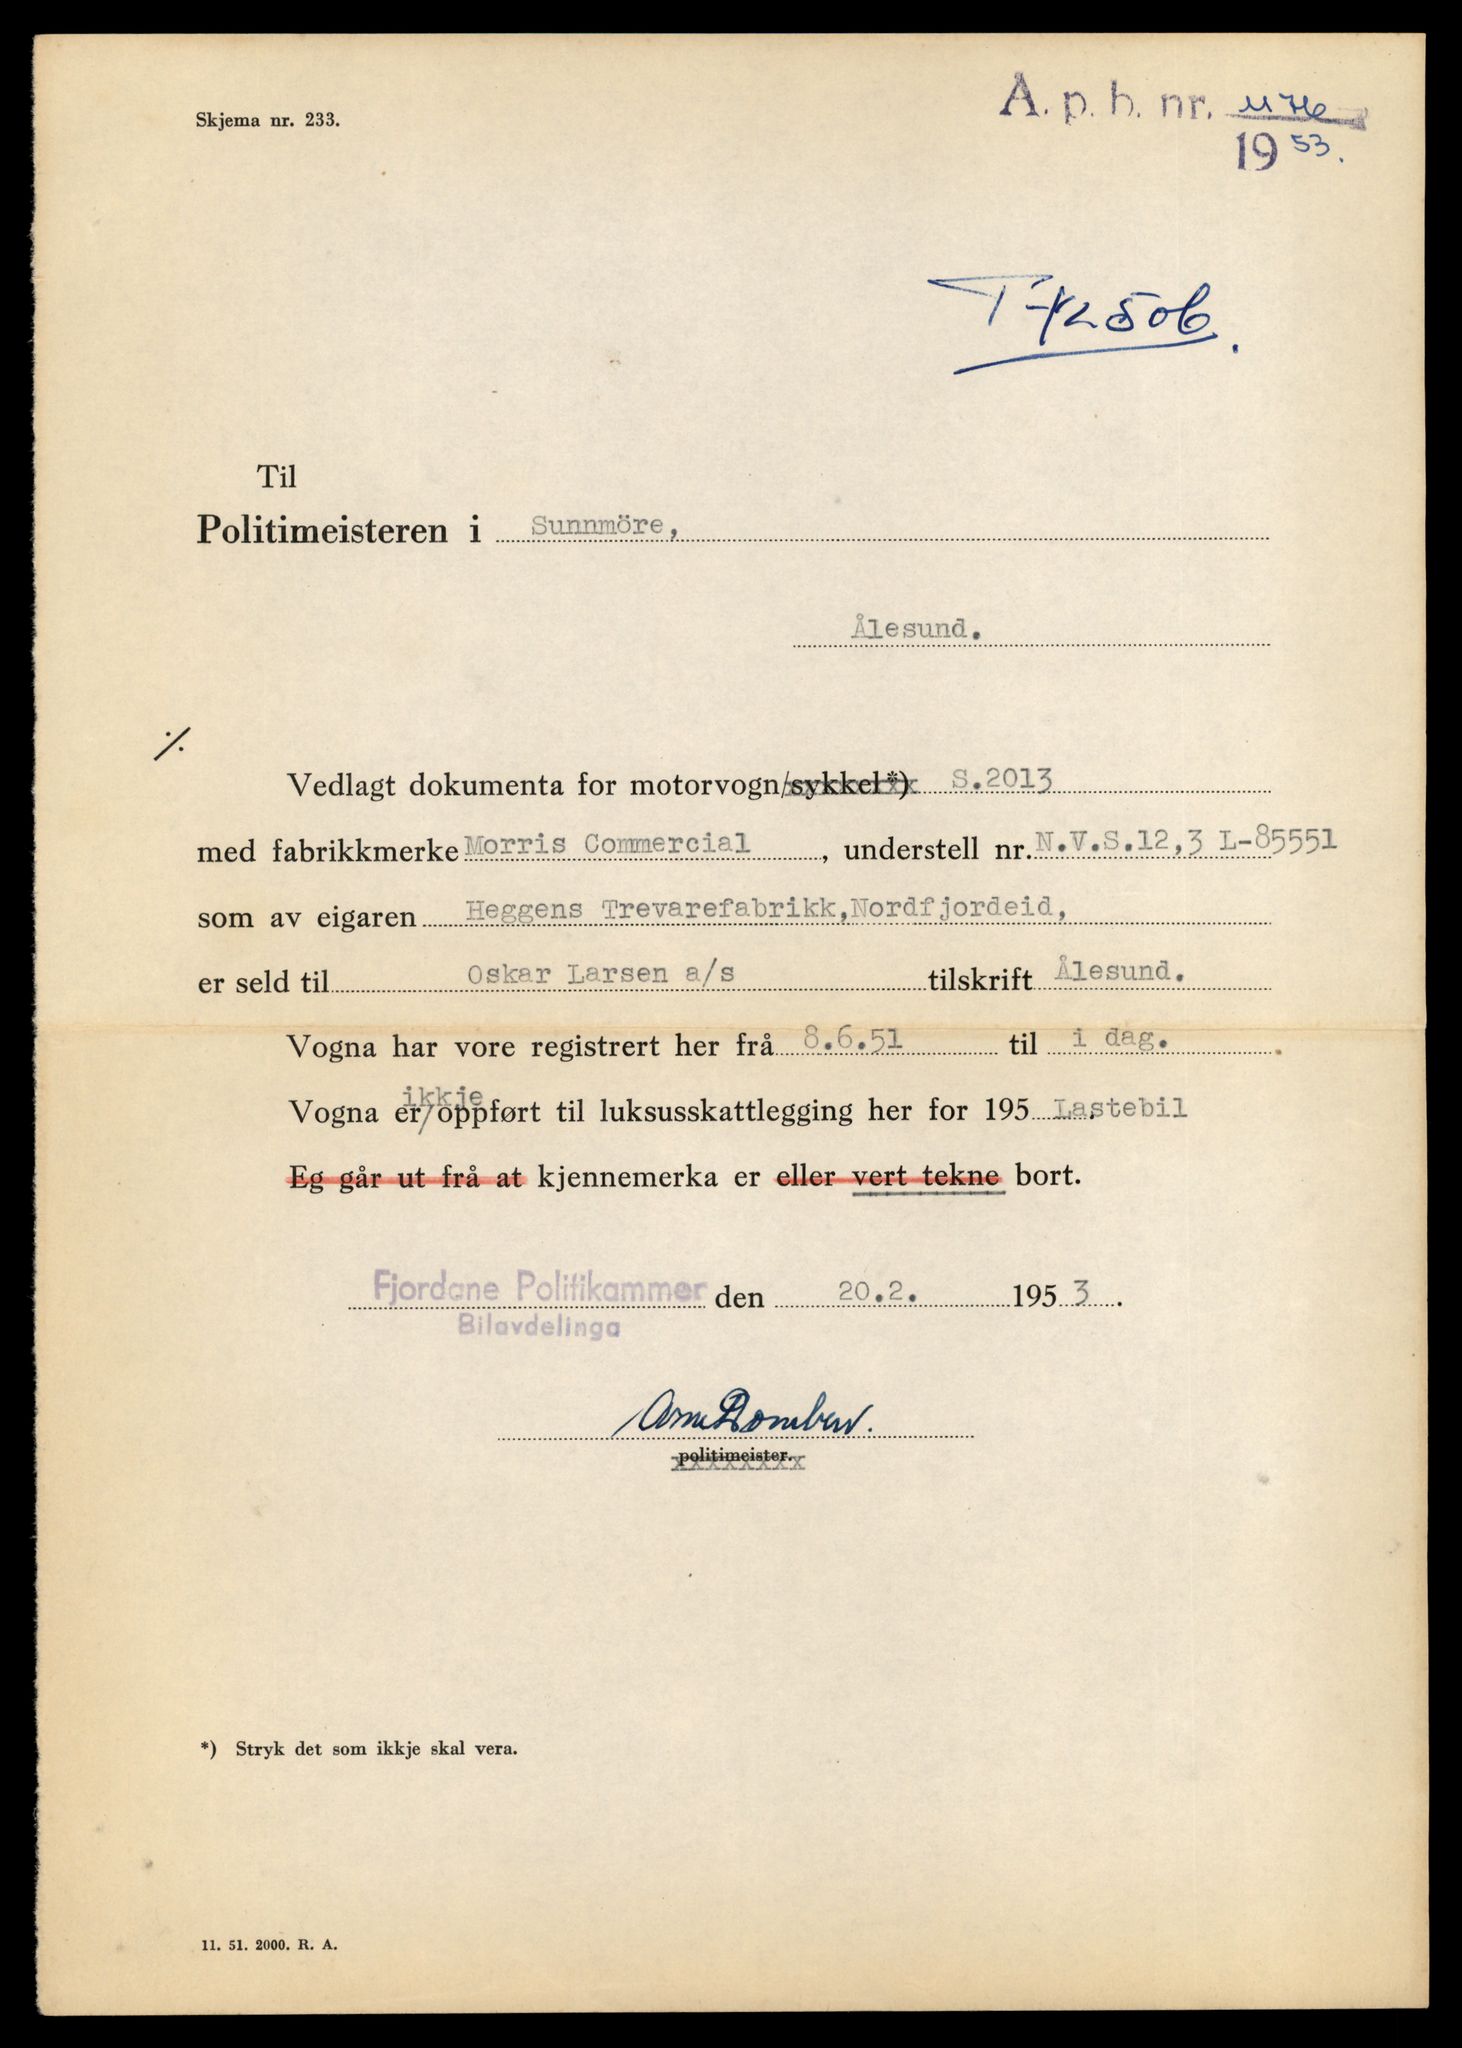 Skjema nr. 233.
A. p. b. nr. 1176
1953.
T-12506.
Til
Politimeisteren i Sunnmöre,
Ålesund.
·/.
Vedlagt dokumenta for motorvogn/sykkel*) S.2013
med fabrikkmerke Morris Commercial, understell nr. N.V.S.12,3 L-85551
som av eigaren Heggens Trevarefabrikk,Nordfjordeid,
er seld til Oskar Larsen a/s tilskrift Ålesund.
Vogna har vore registrert her frå 8.6.51 til i dag.
Vogna er/ikkje oppført til luksusskattlegging her for 195 Lastebil
Eg går ut frå at kjennemerka er eller vert tekne bort.
Fjordane Politikammer den 20.2. 1953.
Bilavdelinga
politimeister.
*) Stryk det som ikkje skal vera.
11. 51. 2000. R. A.